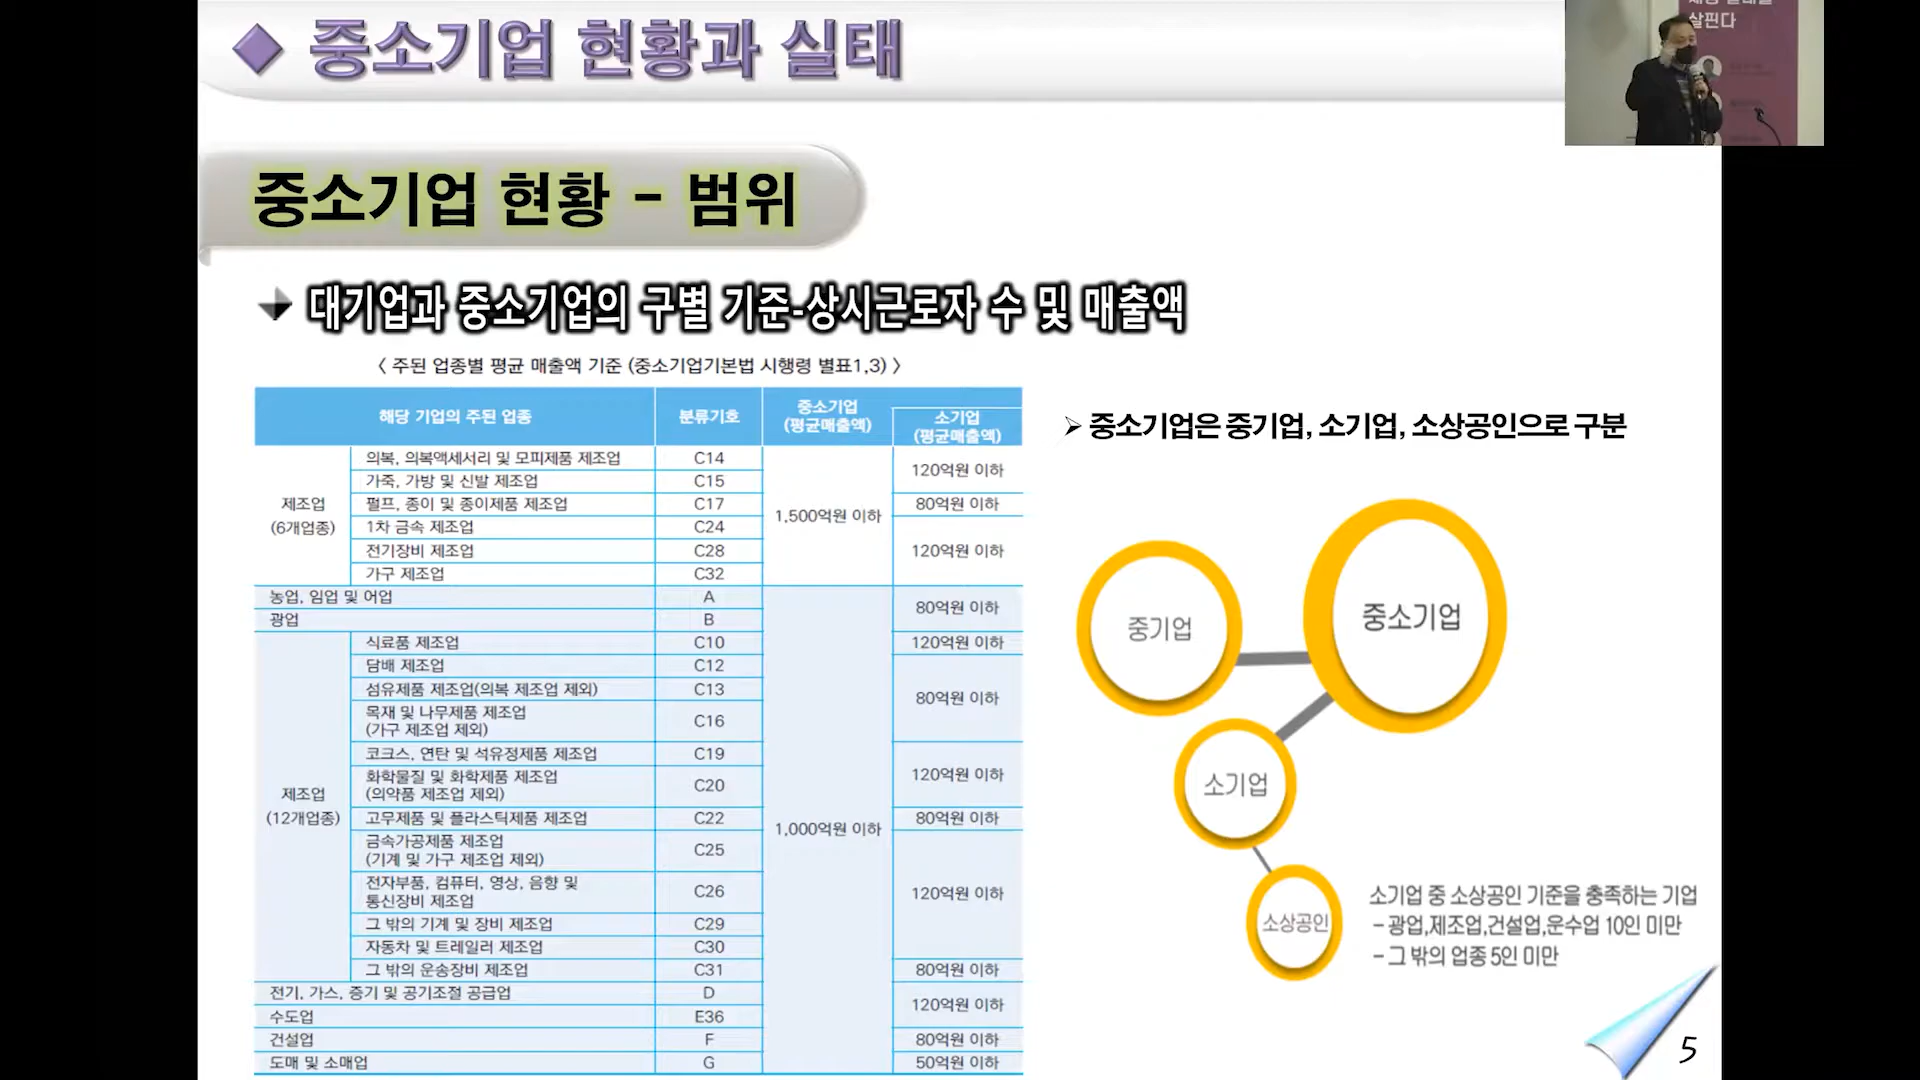 중소기업 현황과 실태
살핀다
중소기업 현황 - 범위
대기업과 중소기업의 구별 기준-상시근로자 수 및 매출액
〈 주된 업종별 평균 매출액 기준 (중소기업기본법 시행령 별표1,3) 〉
해당 기업의 주된 업종 분류기호 중소기업 (평균매출액) 소기업 (평균매출액)
제조업 (6개업종) 의복, 의복액세서리 및 모피제품 제조업 C14 1,500억원 이하 120억원 이하
가죽, 가방 및 신발 제조업 C15
펄프, 종이 및 종이제품 제조업 C17 80억원 이하
1차 금속 제조업 C24 120억원 이하
전기장비 제조업 C28
가구 제조업 C32
농업, 임업 및 어업 A 1,000억원 이하 80억원 이하
광업 B
제조업 (12개업종) 식료품 제조업 C10 120억원 이하
담배 제조업 C12 80억원 이하
섬유제품 제조업(의복 제조업 제외) C13
목재 및 나무제품 제조업
(가구 제조업 제외) C16
코크스, 연탄 및 석유정제품 제조업 C19 120억원 이하
화학물질 및 화학제품 제조업
(의약품 제조업 제외) C20
고무제품 및 플라스틱제품 제조업 C22 80억원 이하
금속가공제품 제조업
(기계 및 가구 제조업 제외) C25 120억원 이하
전자부품, 컴퓨터, 영상, 음향 및
통신장비 제조업 C26
그 밖의 기계 및 장비 제조업 C29
자동차 및 트레일러 제조업 C30
그 밖의 운송장비 제조업 C31 80억원 이하
전기, 가스, 증기 및 공기조절 공급업 D 120억원 이하
수도업 E36
건설업 F 80억원 이하
도매 및 소매업 G 50억원 이하
중소기업은 중기업, 소기업, 소상공인으로 구분
중기업
중소기업
소기업
소상공인
소기업 중 소상공인 기준을 충족하는 기업
- 광업,제조업,건설업,운수업 10인 미만
- 그 밖의 업종 5인 미만
5